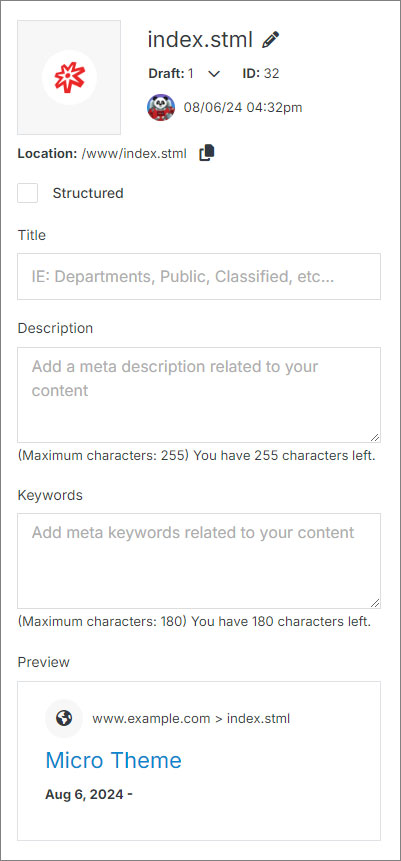 index.stml
Draft: 1 ID: 32
08/06/24 04:32pm
Location: /www/index.stml
Structured
Title
IE: Departments, Public, Classified, etc...
Description
Add a meta description related to your
content
(Maximum characters: 255) You have 255 characters left.
Keywords
Add meta keywords related to your content
(Maximum characters: 180) You have 180 characters left.
Preview
www.example.com > index.stml
Micro Theme
Aug 6, 2024 -